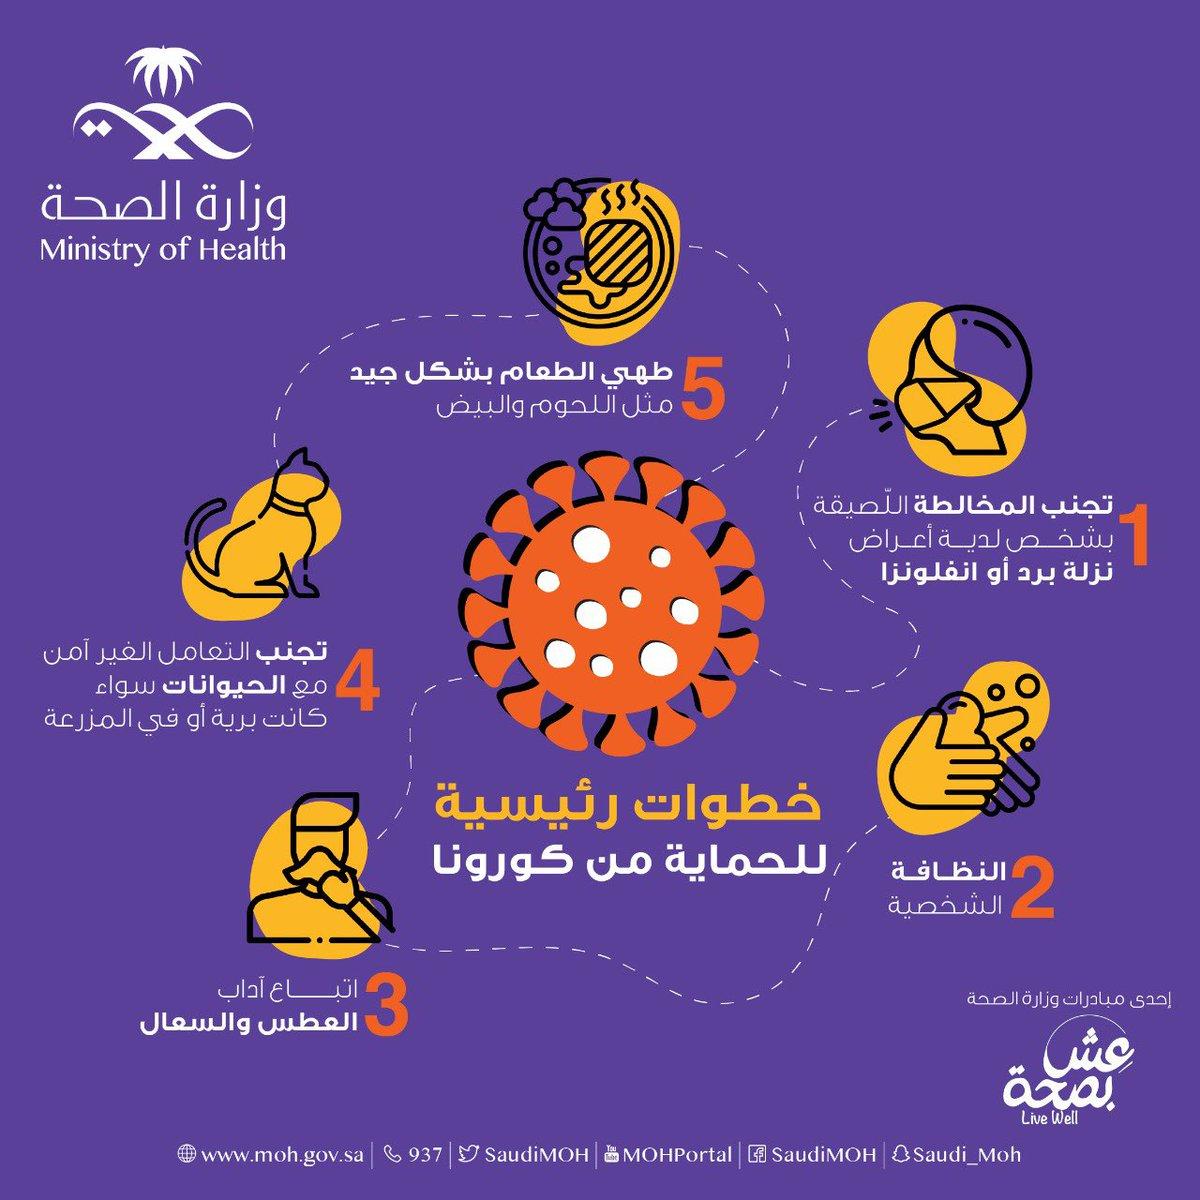 وزارة الصحة
Ministry of Health
5
طهي الطعام بشكل جيد
مثل اللحوم والبيض
1
تجنب المخالطة اللّصيقة
بشخص لدية أعراض
نزلة برد أو انفلونزا
4
تجنب التعامل الغير آمن
مع الحيوانات سواء
كانت برية أو في المزرعة
خطوات رئيسية
للحماية من كورونا
2
النظافة
الشخصية
3
اتباع آداب
العطس والسعال
إحدى مبادرات وزارة الصحة
عِش
بصحة
Live Well
www.moh.gov.sa | 937 | SaudiMOH | You Tube MOHPortal | SaudiMOH | Saudi_Moh